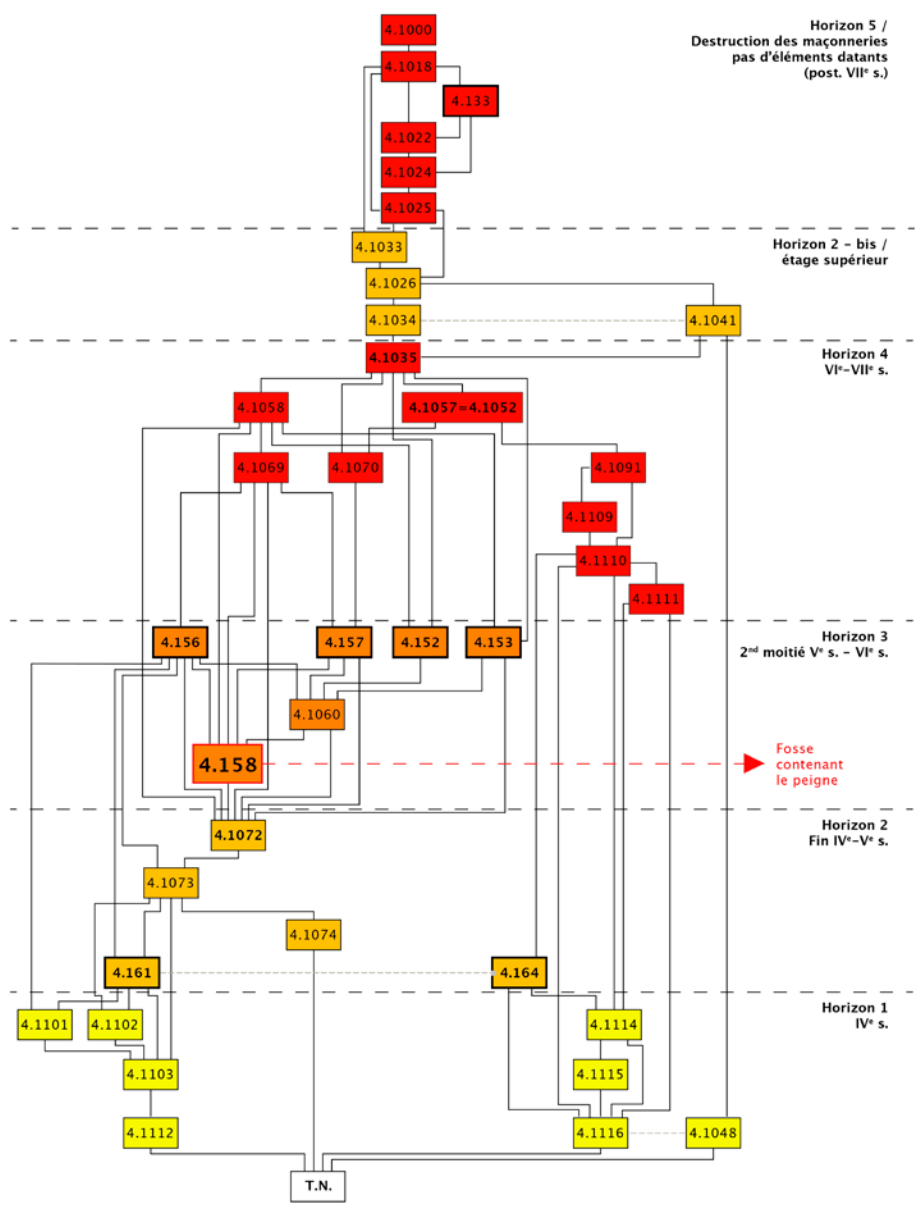 4.1000
Horizon 5 /
Destruction des maçonneries
pas d'éléments datants
(post. VIIᵉ s.)
4.1018
4.133
4.1022
4.1024
4.1025
4.1033
Horizon 2 – bis /
étage supérieur
4.1026
4.1034
4.1041
4.1035
Horizon 4
VIᵉ–VIIᵉ s.
4.1058
4.1057=4.1052
4.1069
4.1070
4.1091
4.1109
4.1110
4.1111
4.156
4.157
4.152
4.153
Horizon 3
2ⁿᵈ moitié Vᵉ s. – VIᵉ s.
4.1060
4.158
Fosse
contenant
le peigne
4.1072
Horizon 2
Fin IVᵉ–Vᵉ s.
4.1073
4.1074
4.161
4.164
Horizon 1
IVᵉ s.
4.1101
4.1102
4.1114
4.1103
4.1115
4.1112
4.1116
4.1048
T.N.